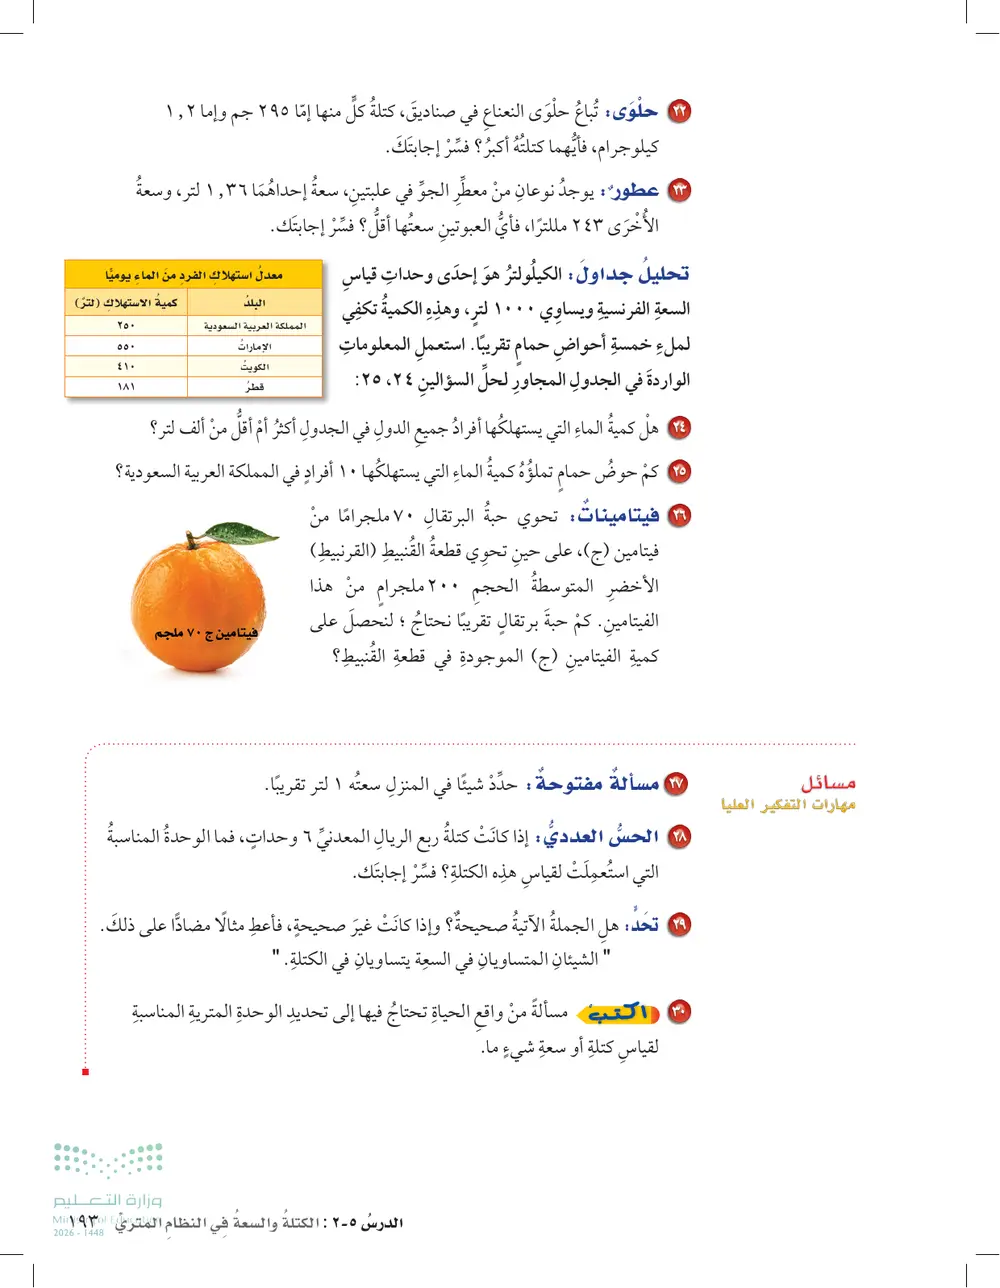 ٢٢ حلْوَى: تُباعُ حلْوَى النعناعِ في صناديقَ، كتلةُ كلٍّ منها إمّا ٢٩٥ جم وإما ١,٢
كيلوجرام، فأيُّهما كتلتُهُ أكبرُ؟ فسِّرْ إجابتَكَ.
٢٣ عطورٌ: يوجدُ نوعانِ منْ معطِّرِ الجوِّ في علبتينِ، سعةُ إحداهُمَا ١,٣٦ لتر، وسعةُ
الأُخْرَى ٢٤٣ مللترًا، فأيُّ العبوتينِ سعتُها أقلُّ؟ فسِّرْ إجابتَك.
تحليلُ جداولَ: الكيلُولترُ هوَ إحدَى وحداتِ قياسِ
السعةِ الفرنسيةِ ويساوِي ١٠٠٠ لترٍ، وهذِهِ الكميةُ تكفِي
لملءِ خمسةِ أحواضِ حمامٍ تقريبًا. استعملِ المعلوماتِ
الواردةَ في الجدولِ المجاورِ لحلِّ السؤالينِ ٢٤، ٢٥:
معدلُ استهلاكِ الفردِ منَ الماءِ يوميًّا
البلدُ كميةُ الاستهلاكِ (لترٌ)
المملكة العربية السعودية ٢٥٠
الإماراتُ ٥٥٠
الكويتُ ٤١٠
قطرُ ١٨١
٢٤ هلْ كميةُ الماءِ التي يستهلكُها أفرادُ جميعِ الدولِ في الجدولِ أكثرُ أمْ أقلُّ منْ ألف لتر؟
٢٥ كمْ حوضُ حمامٍ تملؤُهُ كميةُ الماءِ التي يستهلكُها ١٠ أفرادٍ في المملكة العربية السعودية؟
٢٦ فيتاميناتٌ: تحوي حبةُ البرتقالِ ٧٠ ملجرامًا منْ
فيتامين (ج)، على حينِ تحوِي قطعةُ القُنبيطِ (القرنبيطِ)
الأخضرِ المتوسطةُ الحجمِ ٢٠٠ ملجرامٍ منْ هذا
الفيتامينِ. كمْ حبةَ برتقالٍ تقريبًا نحتاجُ ؛ لنحصلَ على
كميةِ الفيتامينِ (ج) الموجودةِ في قطعةِ القُنبيطِ؟
فيتامين ج ٧٠ ملجم
مسائل
مهارات التفكير العليا
٢٧ مسألةٌ مفتوحةٌ: حدِّدْ شيئًا في المنزلِ سعتُه ١ لتر تقريبًا.
٢٨ الحسُّ العدديُّ: إذا كانَتْ كتلةُ ربع الريالِ المعدنيِّ ٦ وحداتٍ، فما الوحدةُ المناسبةُ
التي استُعمِلَتْ لقياسِ هذِه الكتلةِ؟ فسِّرْ إجابتَك.
٢٩ تحَدٍّ: هلِ الجملةُ الآتيةُ صحيحةٌ؟ وإذا كانَتْ غيرَ صحيحةٍ، فأعطِ مثالًا مضادًّا على ذلكَ.
" الشيئانِ المتساويانِ في السعِة يتساويانِ في الكتلةِ. "
٣٠ اكتب مسألةً منْ واقعِ الحياةِ تحتاجُ فيها إلى تحديدِ الوحدةِ المتريةِ المناسبةِ
لقياسِ كتلةِ أو سعةِ شيءٍ ما.
وزارة التعليم
Ministry of Education
2026 - 1448
الدرسُ ٥-٢ : الكتلةُ والسعةُ فِي النظامِ المتريِّ ١٩٣